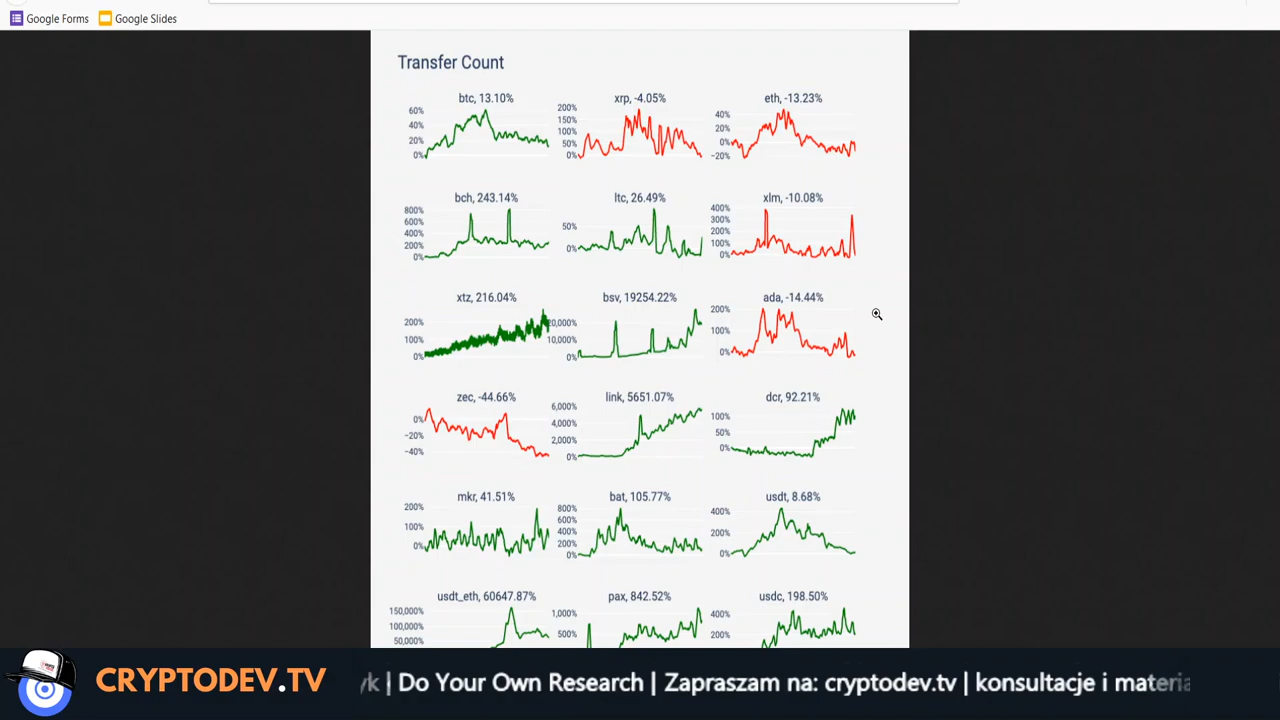 Google Forms Google Slides
Transfer Count
btc, 13.10% xrp, -4.05% eth, -13.23%
60% 40% 20% 0% 200% 150% 100% 50% 0% 40% 20% 0% −20%
bch, 243.14% ltc, 26.49% xlm, -10.08%
800% 600% 400% 200% 0% 50% 0% 400% 300% 200% 100% 0%
xtz, 216.04% bsv, 19254.22% ada, -14.44%
200% 100% 0% 10,000% 0% 200% 100% 0%
zec, -44.66% link, 5651.07% dcr, 92.21%
0% −20% −40% 6,000% 4,000% 2,000% 0% 100% 50% 0%
mkr, 41.51% bat, 105.77% usdt, 8.68%
200% 100% 0% 800% 600% 400% 200% 0% 400% 200% 0%
usdt_eth, 60647.87% pax, 842.52% usdc, 198.50%
150,000% 100,000% 50,000% 1,000% 500% 400% 200%
CRYPTODEV.TV
| Do Your Own Research | Zapraszam na: cryptodev.tv | konsultacje i materia